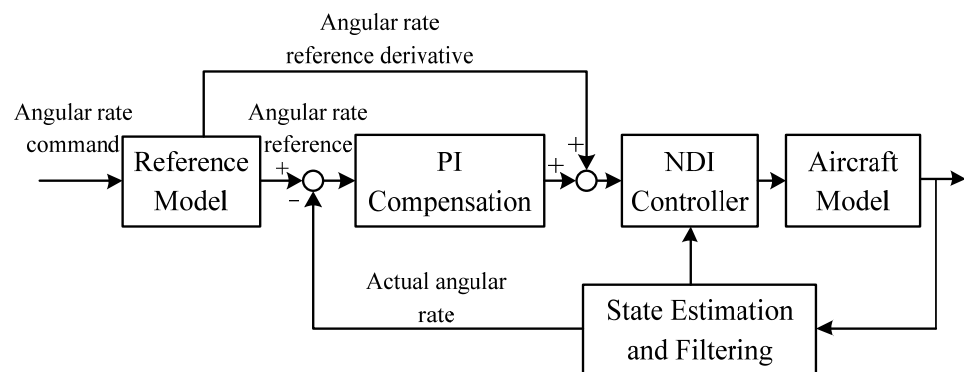 Angular rate
reference derivative
Angular rate
command
Angular rate
reference
+
−
Reference
Model
PI
Compensation
+
+
NDI
Controller
Aircraft
Model
Actual angular
rate
State Estimation
and Filtering